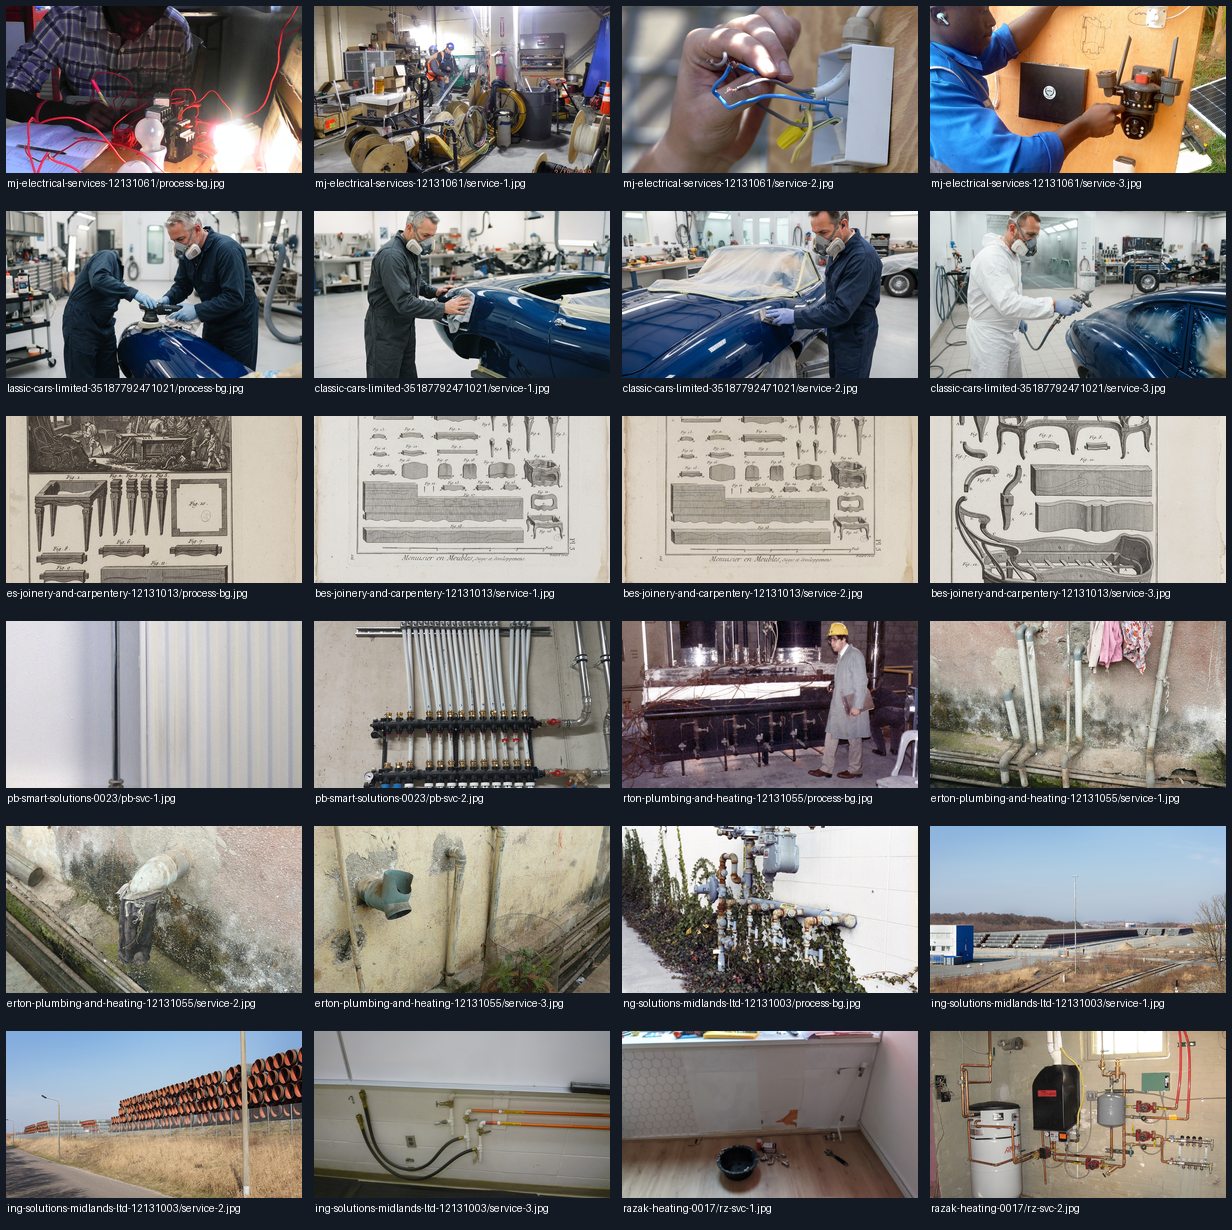 mj-electrical-services-12131061/process-bg.jpg
mj-electrical-services-12131061/service-1.jpg
mj-electrical-services-12131061/service-2.jpg
mj-electrical-services-12131061/service-3.jpg
lassic-cars-limited-35187792471021/process-bg.jpg
classic-cars-limited-35187792471021/service-1.jpg
classic-cars-limited-35187792471021/service-2.jpg
classic-cars-limited-35187792471021/service-3.jpg
Menuisier en Meubles,
Menuisier en Meubles,
es-joinery-and-carpentery-12131013/process-bg.jpg
bes-joinery-and-carpentery-12131013/service-1.jpg
bes-joinery-and-carpentery-12131013/service-2.jpg
bes-joinery-and-carpentery-12131013/service-3.jpg
pb-smart-solutions-0023/pb-svc-1.jpg
pb-smart-solutions-0023/pb-svc-2.jpg
rton-plumbing-and-heating-12131055/process-bg.jpg
erton-plumbing-and-heating-12131055/service-1.jpg
erton-plumbing-and-heating-12131055/service-2.jpg
erton-plumbing-and-heating-12131055/service-3.jpg
ng-solutions-midlands-ltd-12131003/process-bg.jpg
ing-solutions-midlands-ltd-12131003/service-1.jpg
ing-solutions-midlands-ltd-12131003/service-2.jpg
ing-solutions-midlands-ltd-12131003/service-3.jpg
razak-heating-0017/rz-svc-1.jpg
razak-heating-0017/rz-svc-2.jpg